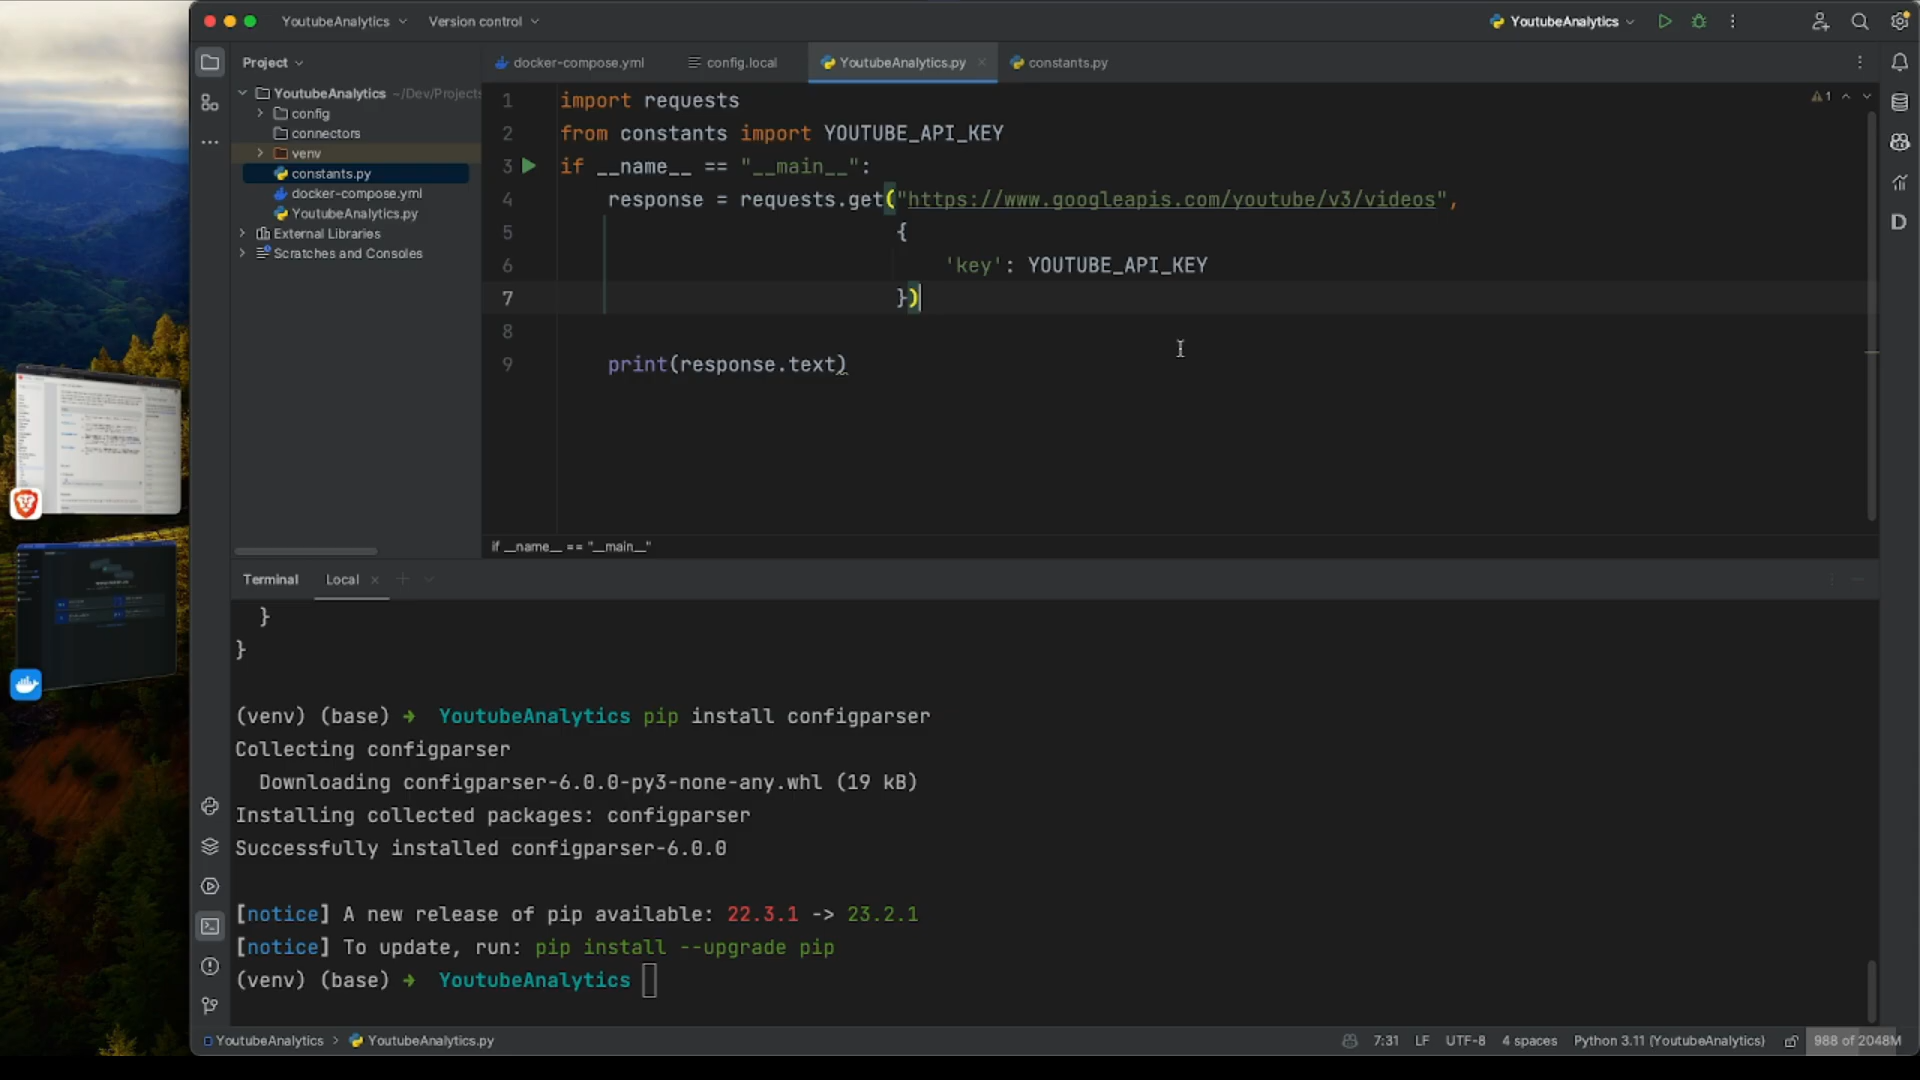 YoutubeAnalytics
Version control
YoutubeAnalytics
Project
docker-compose.yml
config.local
YoutubeAnalytics.py
constants.py
YoutubeAnalytics ~/Dev/Projects
config
connectors
venv
constants.py
docker-compose.yml
YoutubeAnalytics.py
External Libraries
Scratches and Consoles
1 import requests
2 from constants import YOUTUBE_API_KEY
3 if __name__ == "__main__":
4 response = requests.get("https://www.googleapis.com/youtube/v3/videos",
5 {
6 'key': YOUTUBE_API_KEY
7 })
8
9 print(response.text)
1
D
if __name__ == "__main__"
Terminal Local
}
}
(venv) (base) ➜ YoutubeAnalytics pip install configparser
Collecting configparser
Downloading configparser-6.0.0-py3-none-any.whl (19 kB)
Installing collected packages: configparser
Successfully installed configparser-6.0.0
[notice] A new release of pip available: 22.3.1 -> 23.2.1
[notice] To update, run: pip install --upgrade pip
(venv) (base) ➜ YoutubeAnalytics
YoutubeAnalytics > YoutubeAnalytics.py
7:31 LF UTF-8 4 spaces Python 3.11 (YoutubeAnalytics) 988 of 2048M